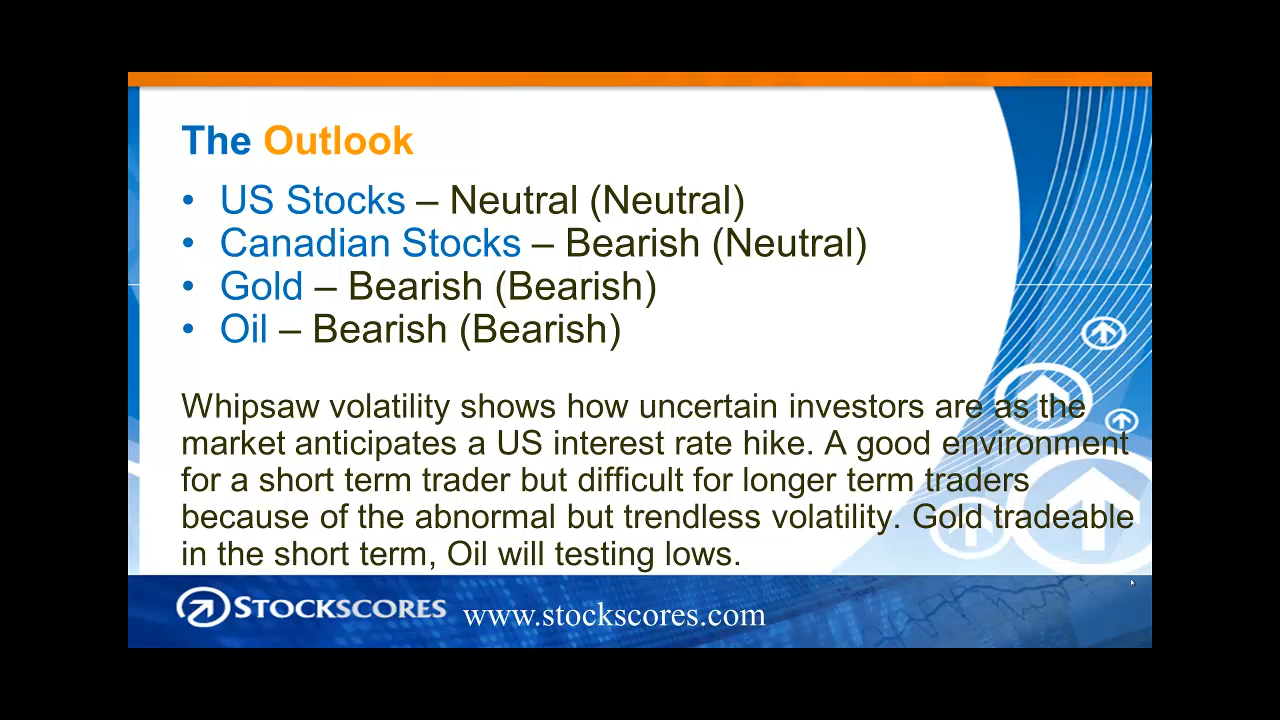 The Outlook
• US Stocks – Neutral (Neutral)
• Canadian Stocks – Bearish (Neutral)
• Gold – Bearish (Bearish)
• Oil – Bearish (Bearish)
Whipsaw volatility shows how uncertain investors are as the
market anticipates a US interest rate hike. A good environment
for a short term trader but difficult for longer term traders
because of the abnormal but trendless volatility. Gold tradeable
in the short term, Oil will testing lows.
STOCKSCORES www.stockscores.com